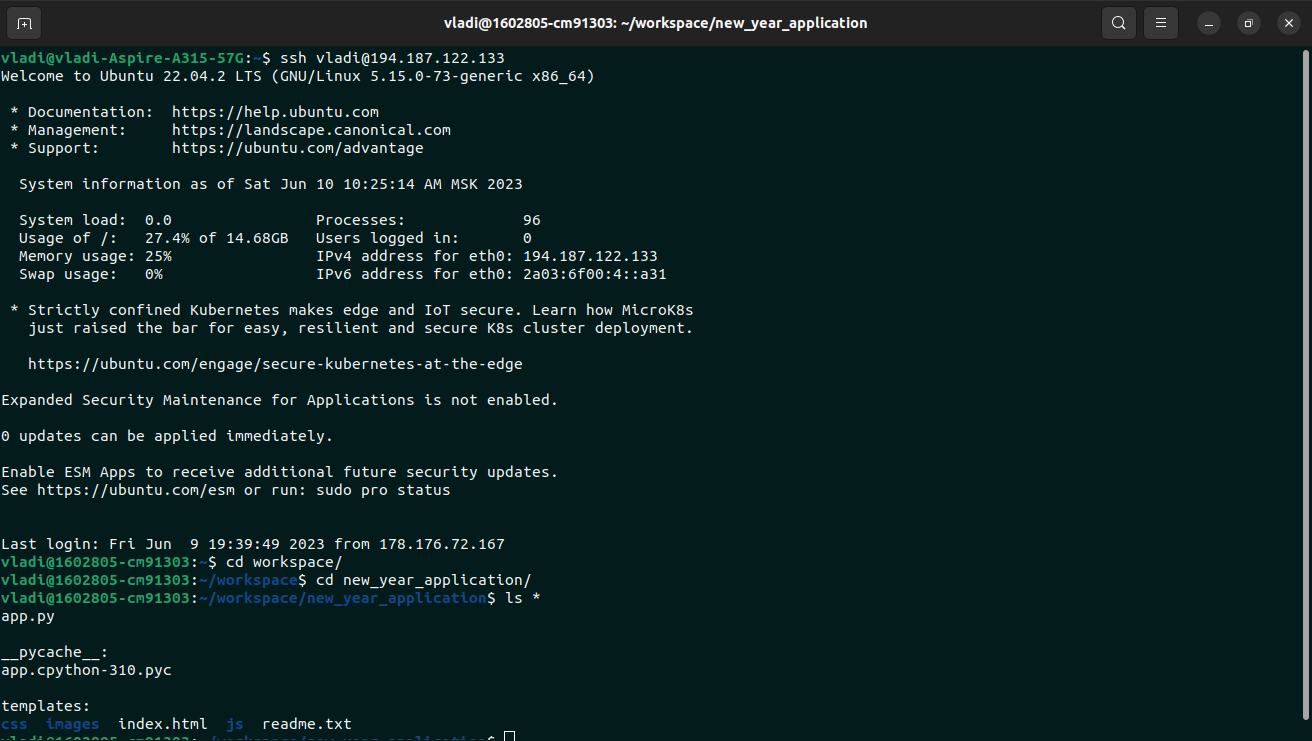 vladi@1602805-cm91303: ~/workspace/new_year_application
vladi@vladi-Aspire-A315-57G:~$ ssh vladi@194.187.122.133
Welcome to Ubuntu 22.04.2 LTS (GNU/Linux 5.15.0-73-generic x86_64)
* Documentation:  https://help.ubuntu.com
* Management:     https://landscape.canonical.com
* Support:        https://ubuntu.com/advantage
System information as of Sat Jun 10 10:25:14 AM MSK 2023
System load:  0.0                Processes:             96
Usage of /:   27.4% of 14.68GB   Users logged in:       0
Memory usage: 25%                IPv4 address for eth0: 194.187.122.133
Swap usage:   0%                 IPv6 address for eth0: 2a03:6f00:4::a31
* Strictly confined Kubernetes makes edge and IoT secure. Learn how MicroK8s
just raised the bar for easy, resilient and secure K8s cluster deployment.
https://ubuntu.com/engage/secure-kubernetes-at-the-edge
Expanded Security Maintenance for Applications is not enabled.
0 updates can be applied immediately.
Enable ESM Apps to receive additional future security updates.
See https://ubuntu.com/esm or run: sudo pro status
Last login: Fri Jun  9 19:39:49 2023 from 178.176.72.167
vladi@1602805-cm91303:~$ cd workspace/
vladi@1602805-cm91303:~/workspace$ cd new_year_application/
vladi@1602805-cm91303:~/workspace/new_year_application$ ls *
app.py
__pycache__:
app.cpython-310.pyc
templates:
css  images  index.html  js  readme.txt
vladi@1602805-cm91303:~/workspace/new_year_application$